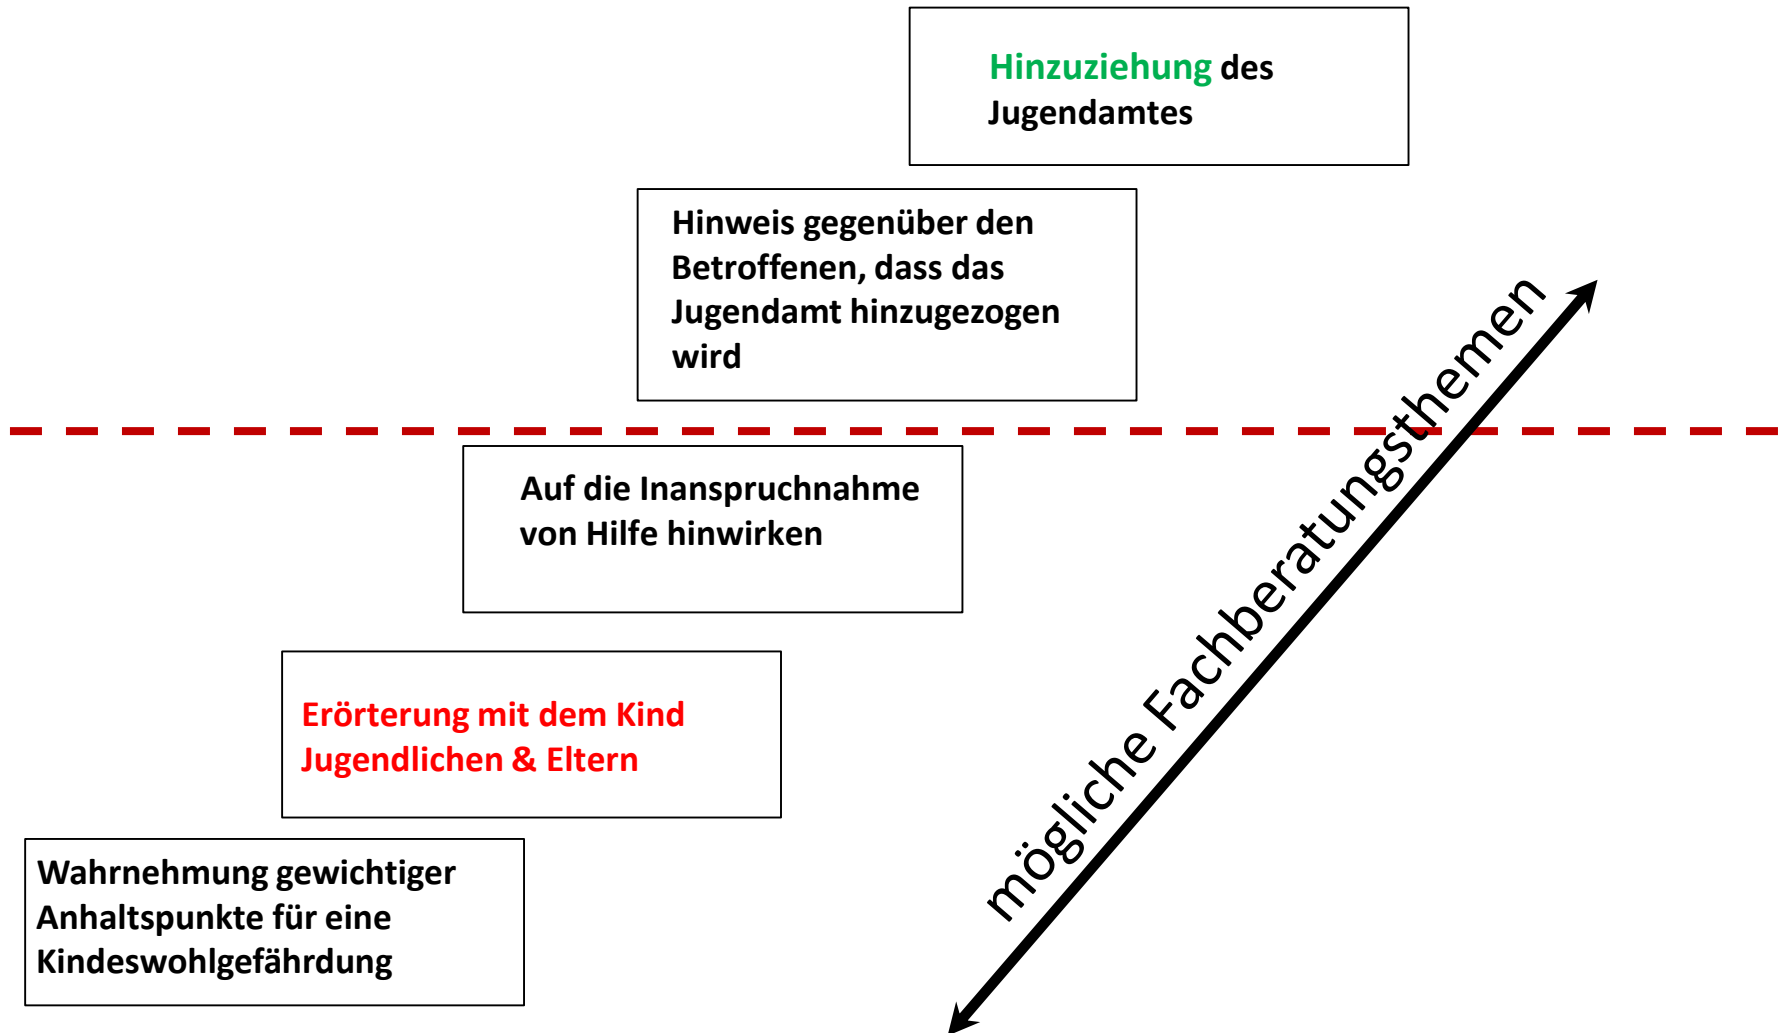 Hinzuziehung des
Jugendamtes
Hinweis gegenüber den
Betroffenen, dass das
Jugendamt hinzugezogen
wird
Auf die Inanspruchnahme
von Hilfe hinwirken
Erörterung mit dem Kind
Jugendlichen & Eltern
Wahrnehmung gewichtiger
Anhaltspunkte für eine
Kindeswohlgefährdung
mögliche Fachberatungsthemen